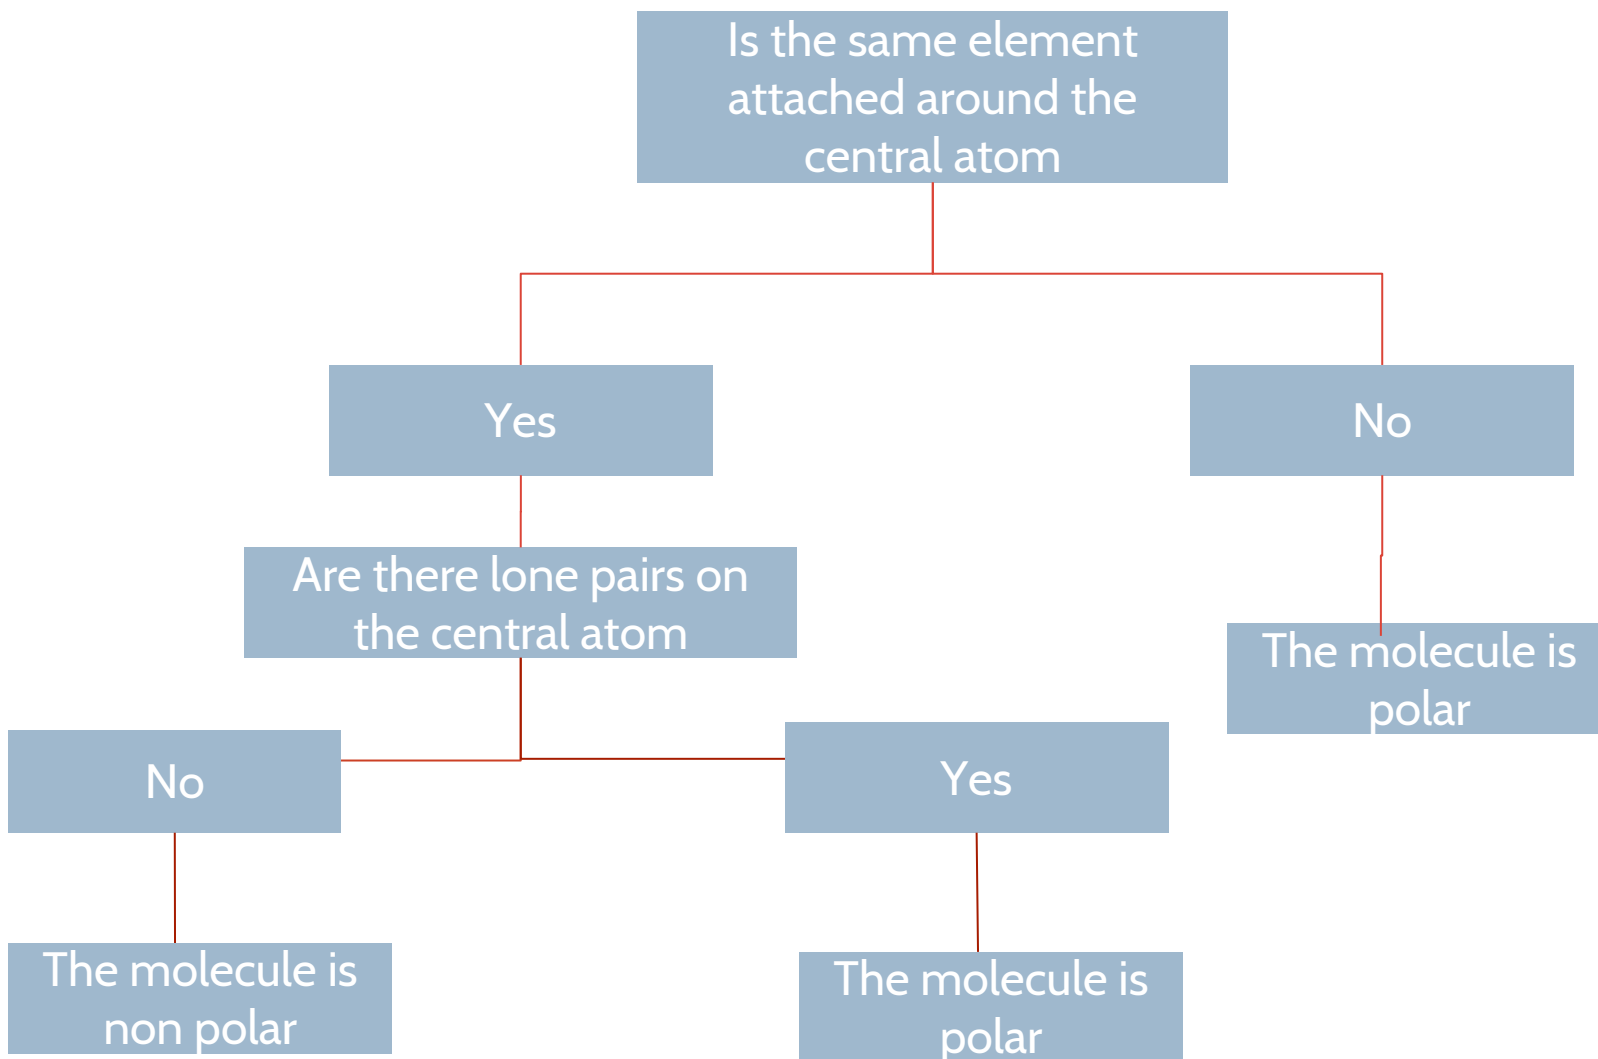 Is the same element
attached around the
central atom
Yes
No
Are there lone pairs on
the central atom
The molecule is
polar
No
Yes
The molecule is
non polar
The molecule is
polar